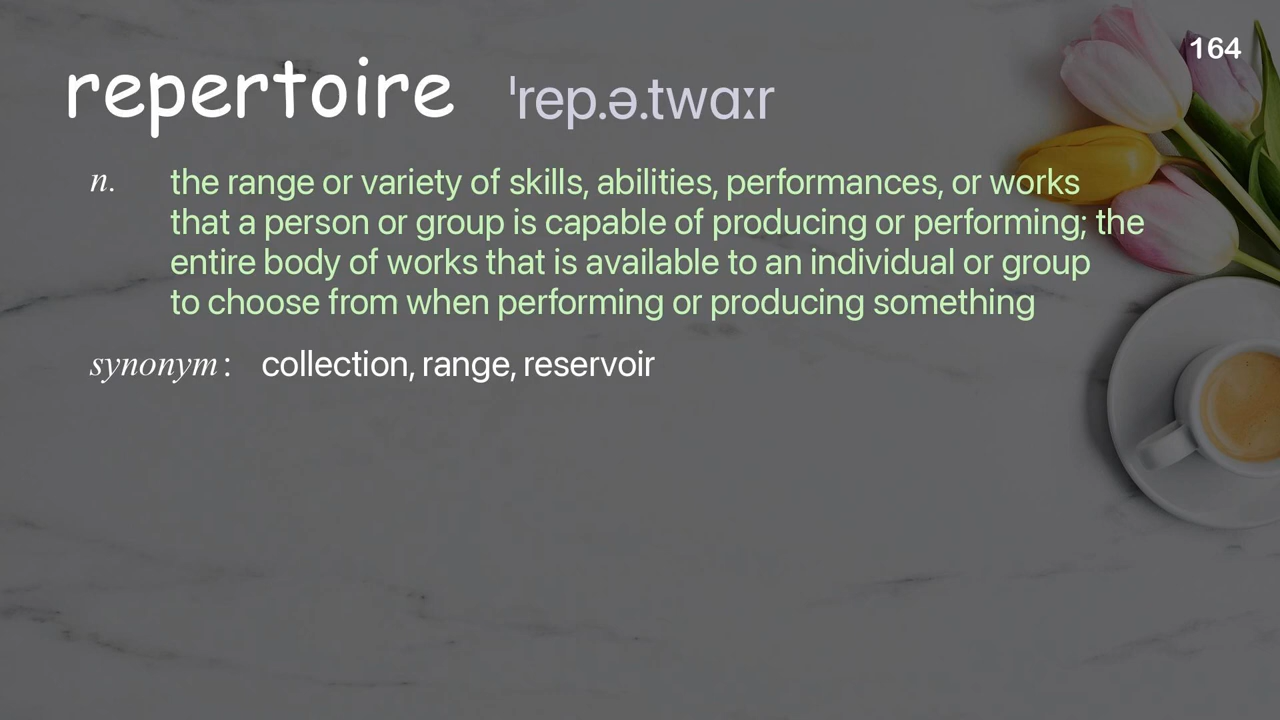 164
repertoire ˈrep.ə.twɑːr
n. the range or variety of skills, abilities, performances, or works
that a person or group is capable of producing or performing; the
entire body of works that is available to an individual or group
to choose from when performing or producing something
synonym: collection, range, reservoir